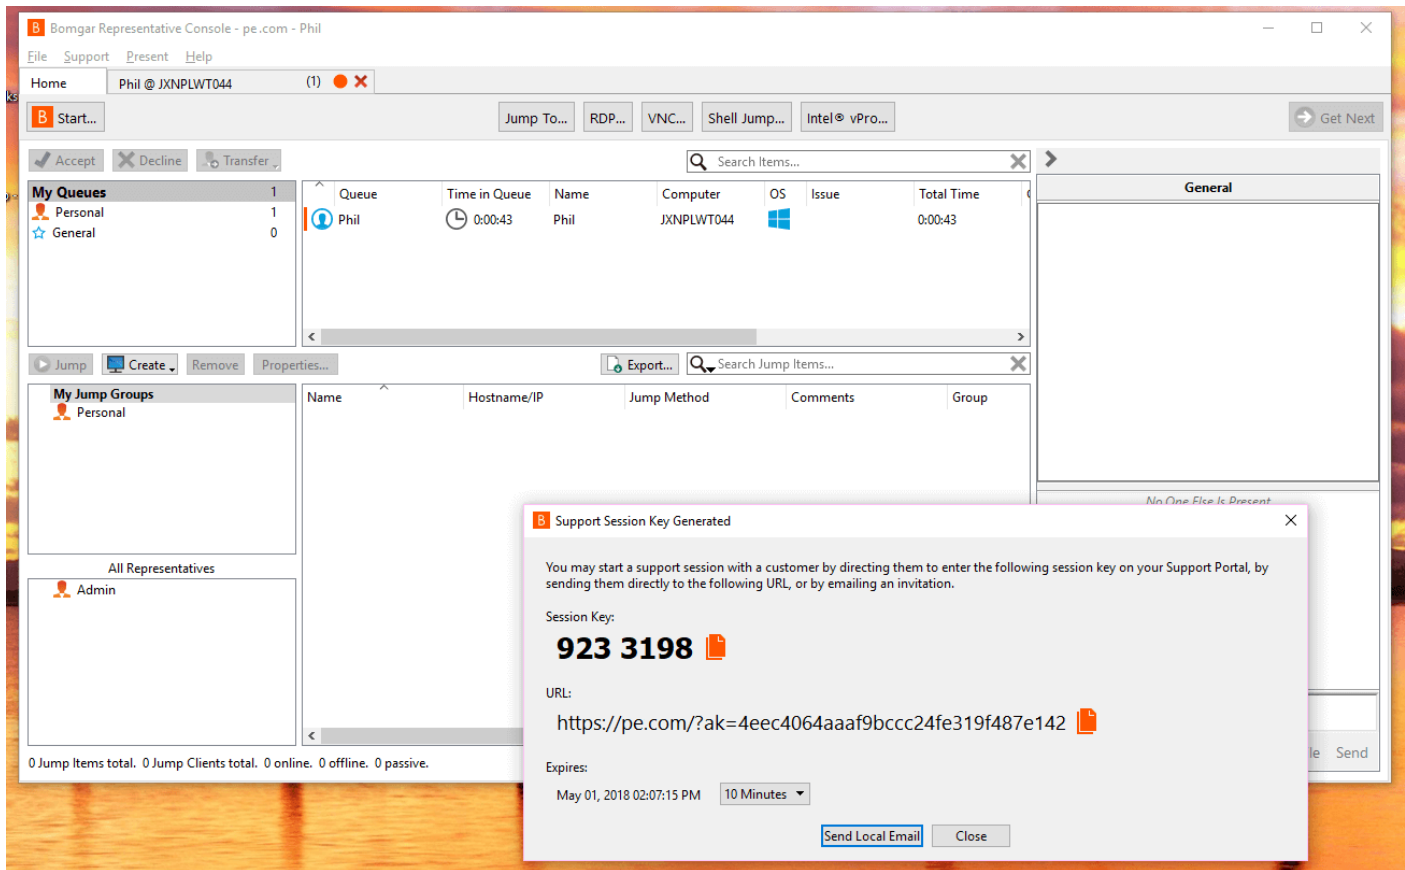 B Bomgar Representative Console - pe.com - Phil
File Support Present Help
Home Phil @ JXNPLWT044 (1)
ks
B Start... Jump To... RDP... VNC... Shell Jump... Intel® vPro... Get Next
Accept Decline Transfer Search Items...
My Queues 1
Personal 1
General 0
Queue Time in Queue Name Computer OS Issue Total Time
Phil 0:00:43 Phil JXNPLWT044 0:00:43
General
Jump Create Remove Properties... Export... Search Jump Items...
My Jump Groups
Personal
Name Hostname/IP Jump Method Comments Group
No One Else Is Present
All Representatives
Admin
B Support Session Key Generated
You may start a support session with a customer by directing them to enter the following session key on your Support Portal, by
sending them directly to the following URL, or by emailing an invitation.
Session Key:
923 3198
URL:
https://pe.com/?ak=4eec4064aaaf9bccc24fe319f487e142
Expires:
May 01, 2018 02:07:15 PM 10 Minutes
Send Local Email Close
le Send
0 Jump Items total. 0 Jump Clients total. 0 online. 0 offline. 0 passive.